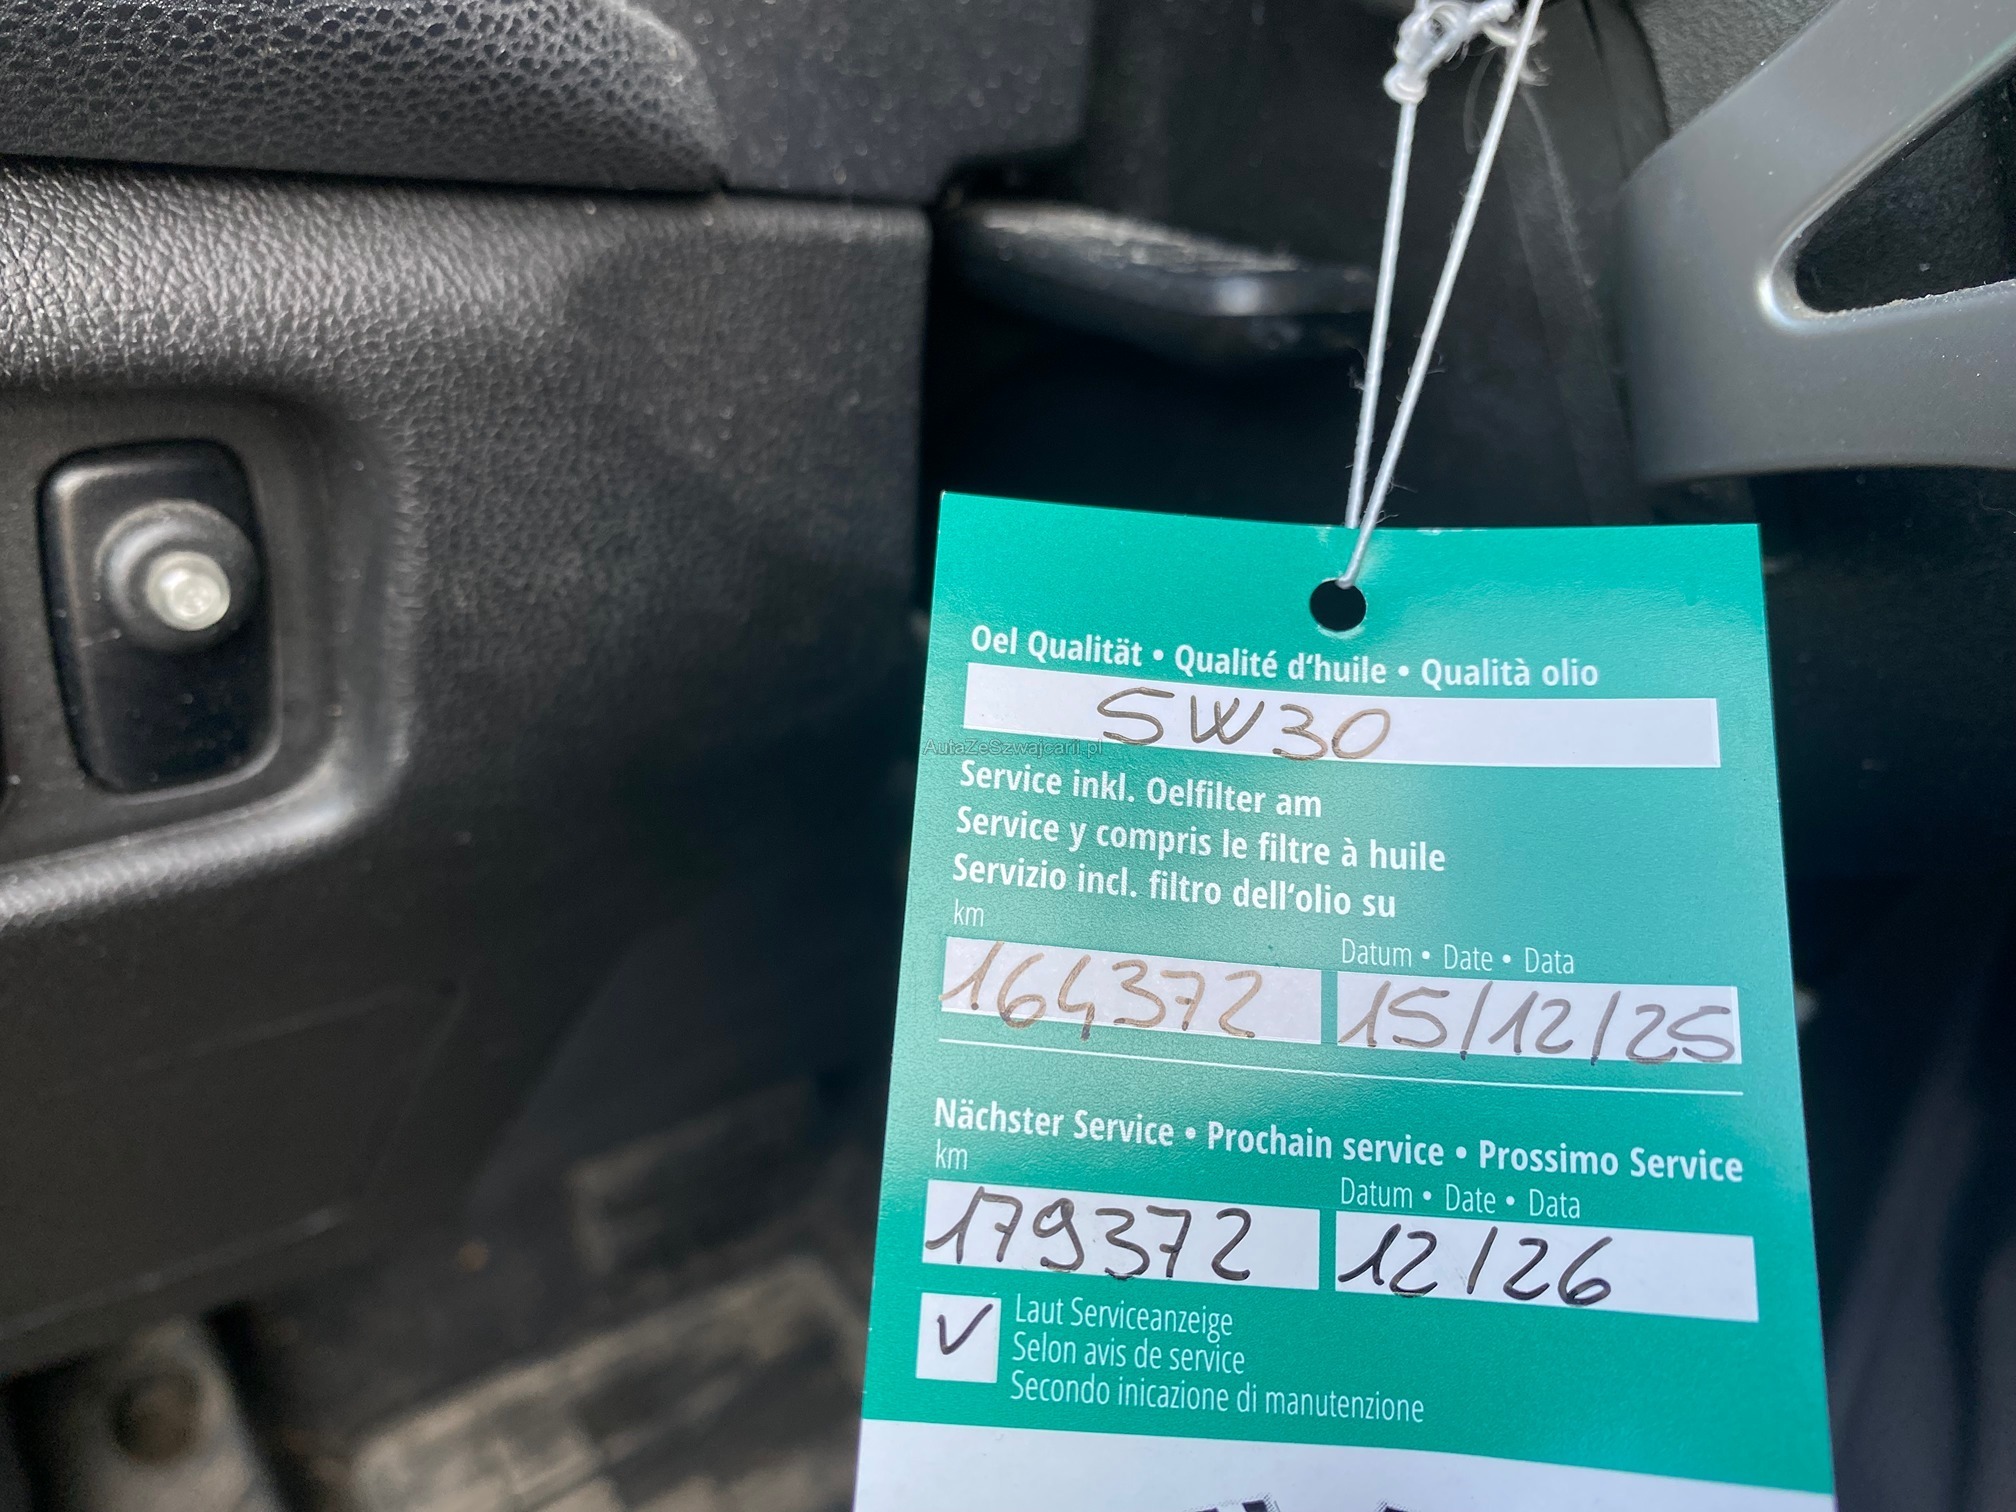 Oel Qualität • Qualité d'huile • Qualità olio
5W30
AutaZeSzwajcarii.pl
Service inkl. Oelfilter am
Service y compris le filtre à huile
Servizio incl. filtro dell'olio su
km
Datum • Date • Data
164372
15/12/25
Nächster Service • Prochain service • Prossimo Service
km
Datum • Date • Data
179372
12/26
Laut Serviceanzeige
Selon avis de service
Secondo inicazione di manutenzione